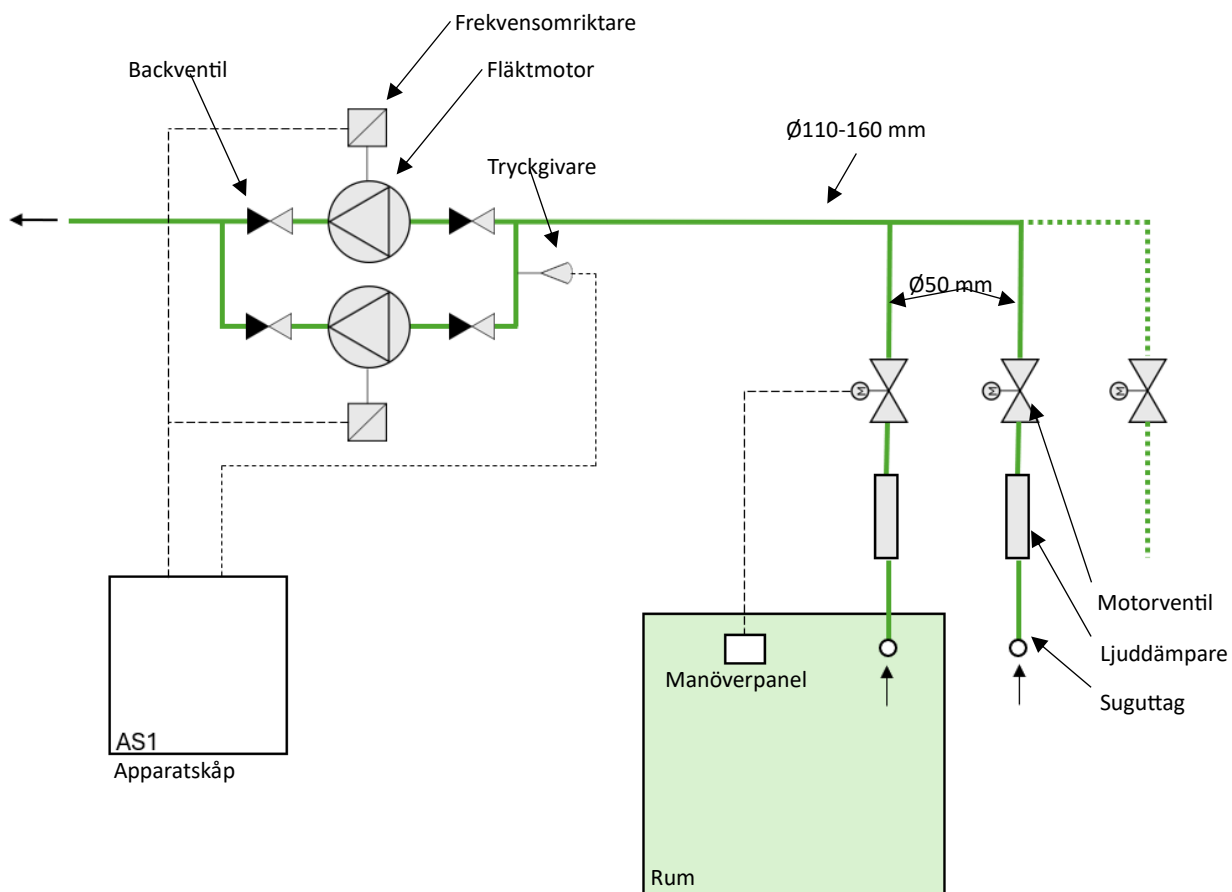 Frekvensomriktare
Backventil
Fläktmotor
Ø110-160 mm
Tryckgivare
Ø50 mm
M
M
M
Motorventil
Manöverpanel
Ljuddämpare
Suguttag
AS1
Apparatskåp
Rum